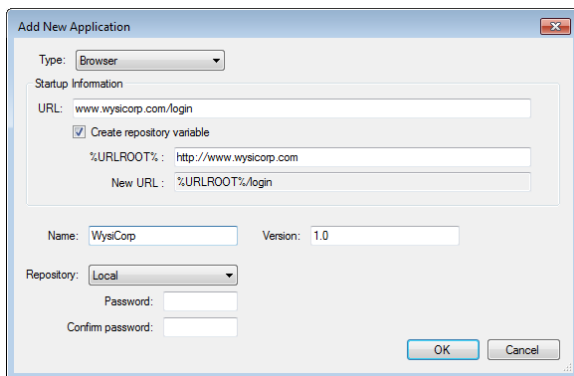 Add New Application
Type: Browser
Startup Information
URL: www.wysicorp.com/login
Create repository variable
%URLROOT% : http://www.wysicorp.com
New URL : %URLROOT%/login
Name: WysiCorp Version: 1.0
Repository: Local
Password:
Confirm password:
OK Cancel